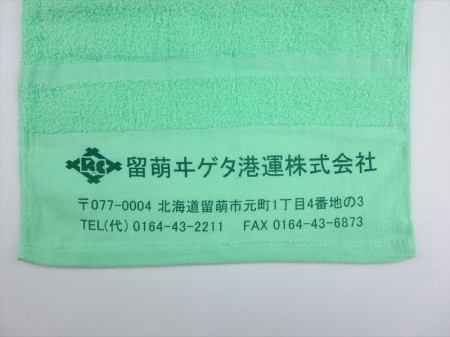 RC 留萌ヰゲタ港運株式会社
〒077-0004 北海道留萌市元町1丁目4番地の3
TEL(代) 0164-43-2211 FAX 0164-43-6873